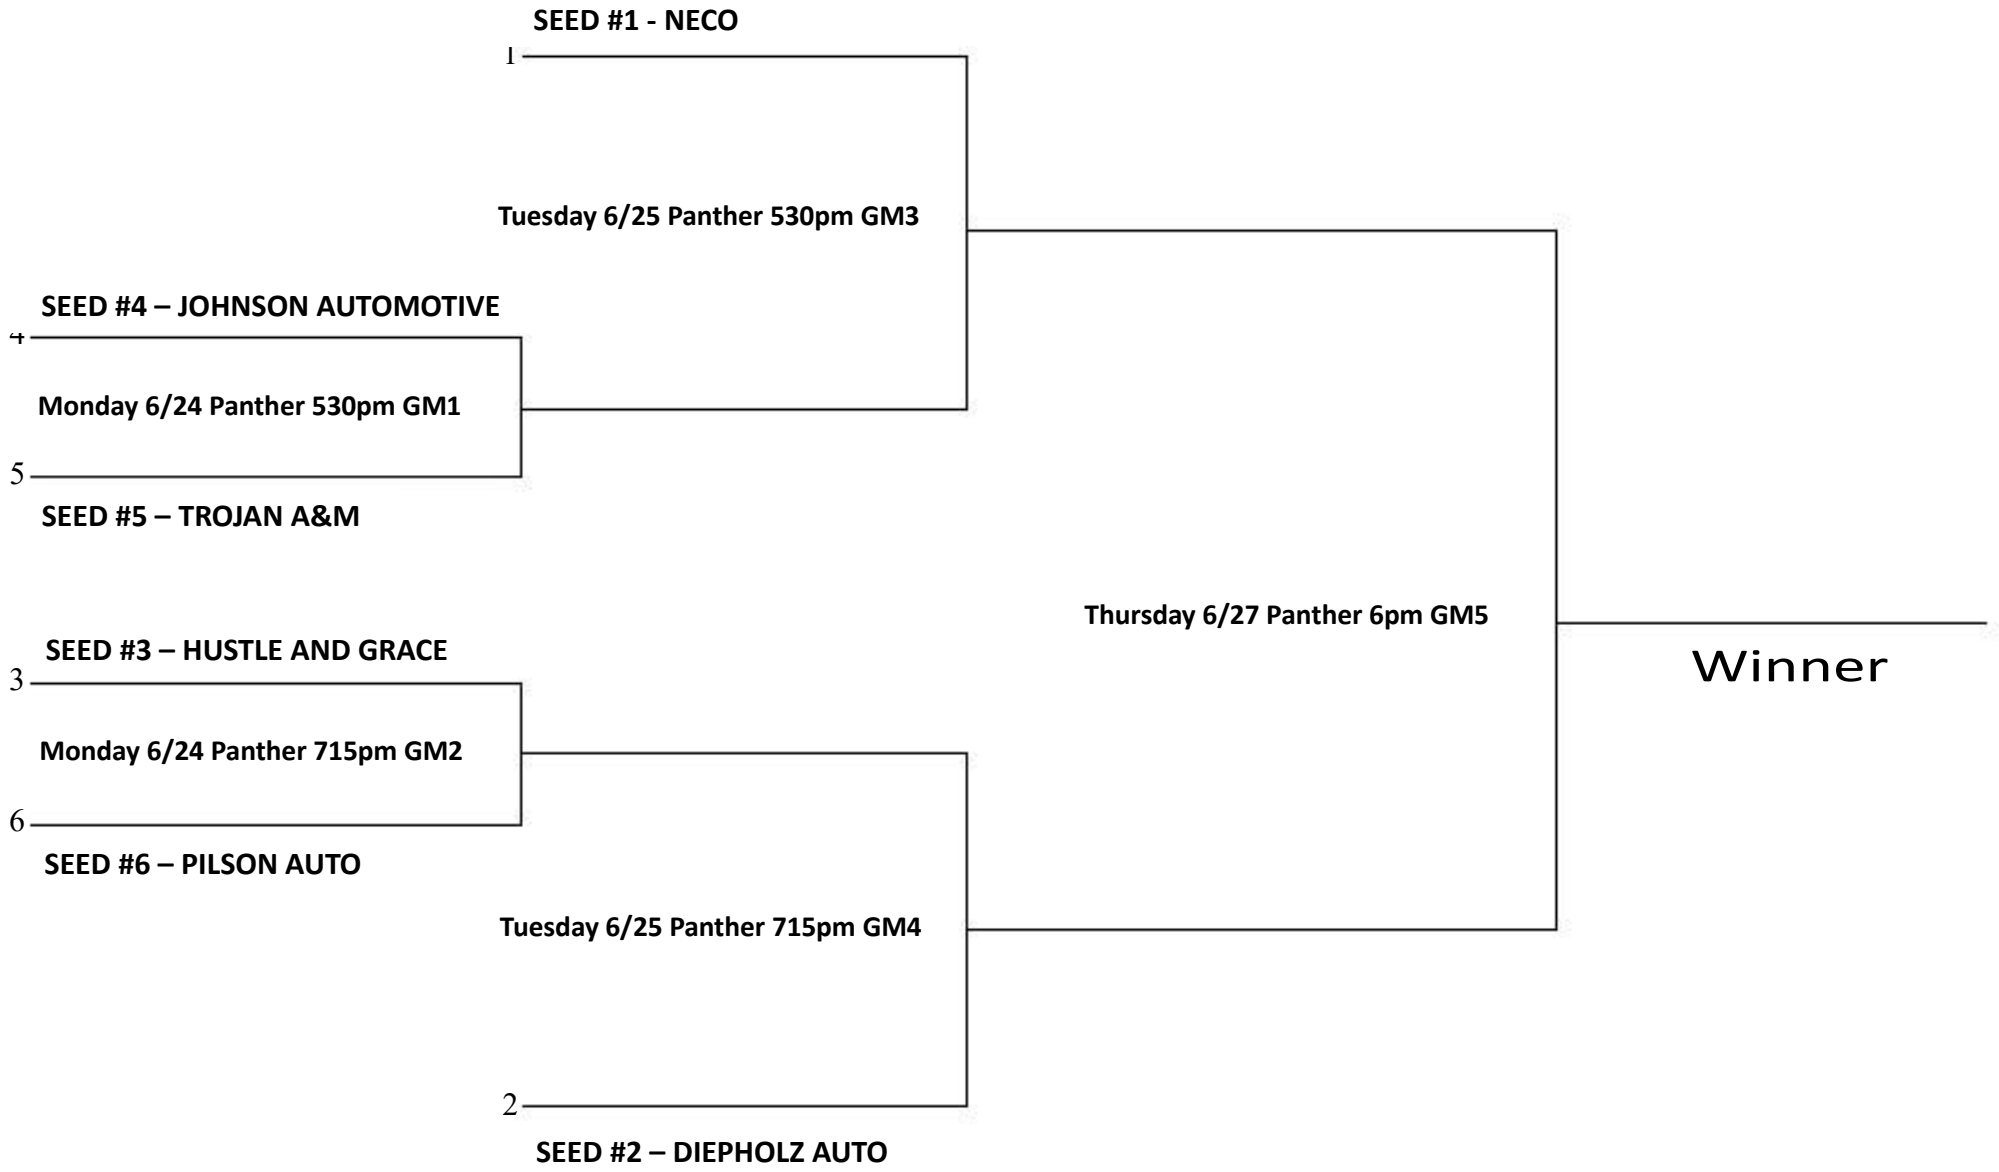 SEED #1 - NECO
1
Tuesday 6/25 Panther 530pm GM3
SEED #4 – JOHNSON AUTOMOTIVE
4
Monday 6/24 Panther 530pm GM1
5
SEED #5 – TROJAN A&M
Thursday 6/27 Panther 6pm GM5
Winner
SEED #3 – HUSTLE AND GRACE
3
Monday 6/24 Panther 715pm GM2
6
SEED #6 – PILSON AUTO
Tuesday 6/25 Panther 715pm GM4
2
SEED #2 – DIEPHOLZ AUTO